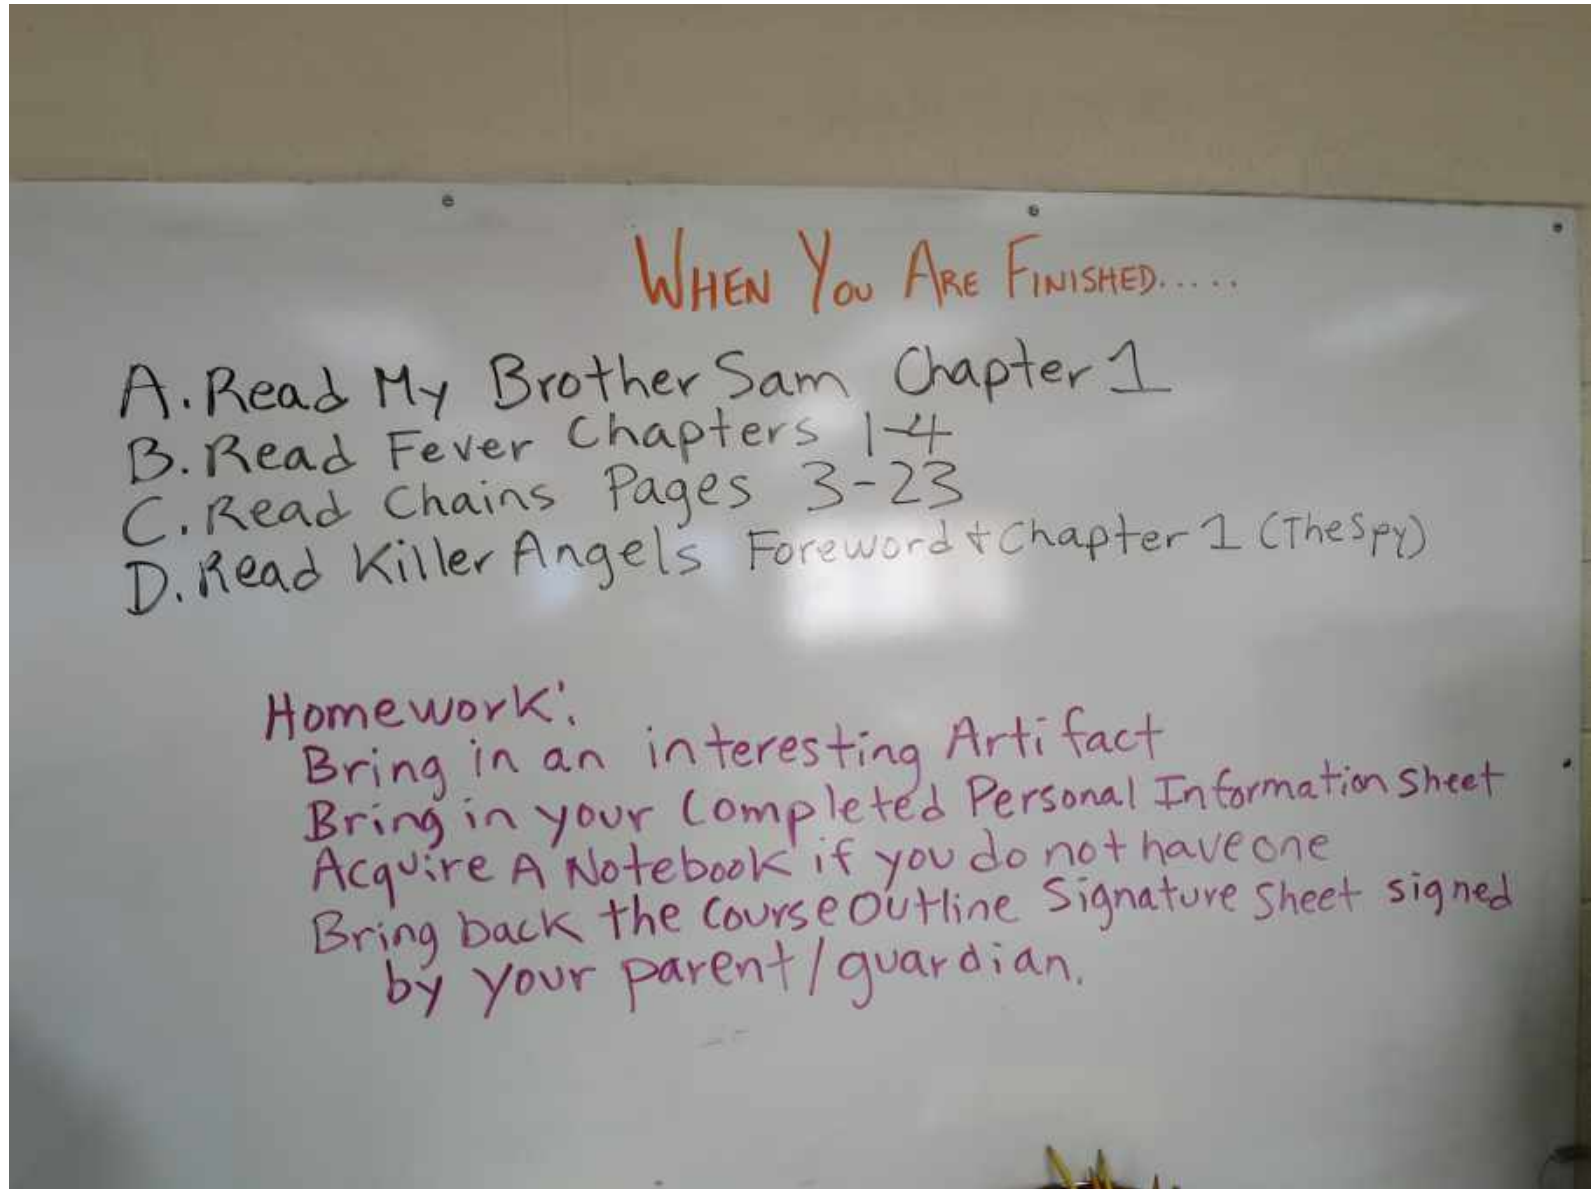 WHEN YOU ARE FINISHED.....
A. Read My Brother Sam Chapter 1
B. Read Fever Chapters 1-4
C. Read Chains Pages 3-23
D. Read Killer Angels Foreword + Chapter 1 (The Spy)
Homework:
Bring in an interesting Artifact
Bring in your Completed Personal Information Sheet
Acquire A Notebook if you do not have one
Bring back the Course Outline Signature Sheet signed
by your parent/guardian.